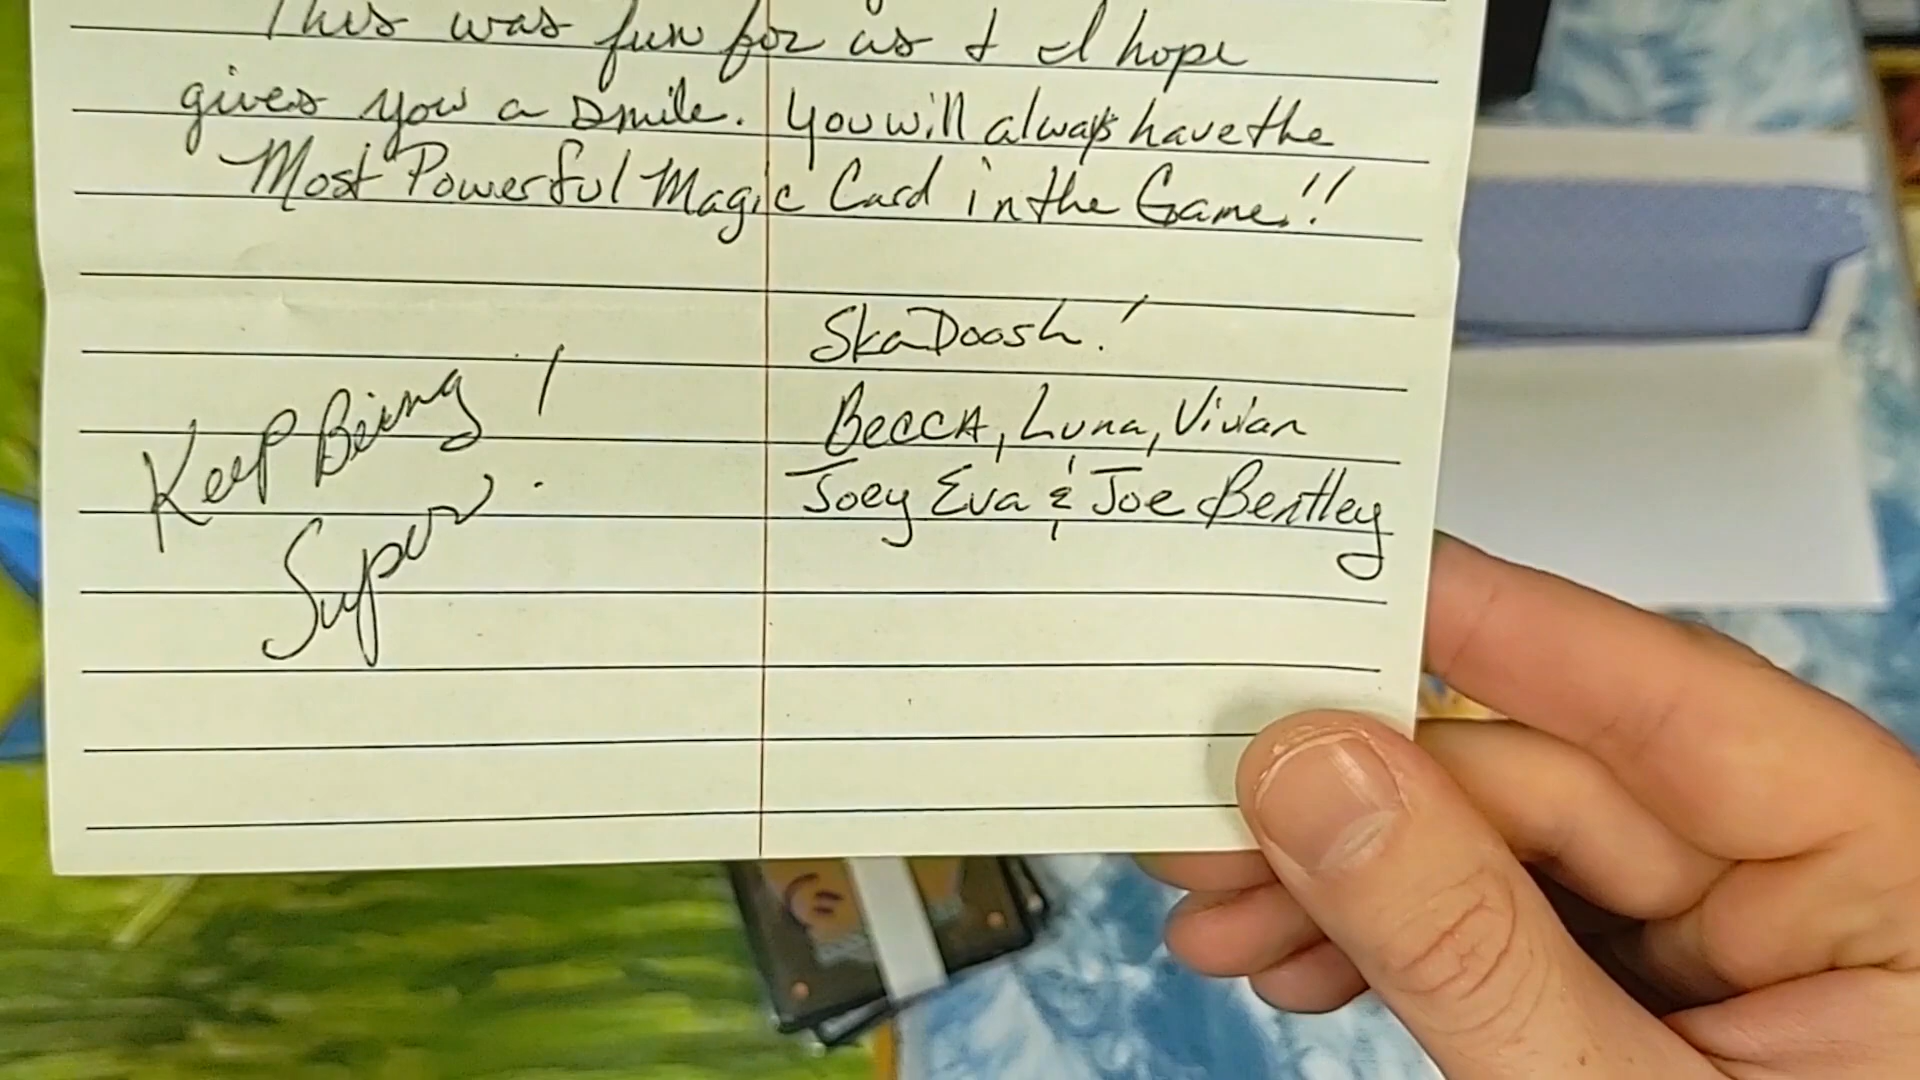 This was fun for us & I hope
gives you a smile. You will always have the
Most Powerful Magic Card in the Game!!
SkaDoosh!
Becca, Luna, Vivian
Joey Eva & Joe Bentley
Keep Being
Super!